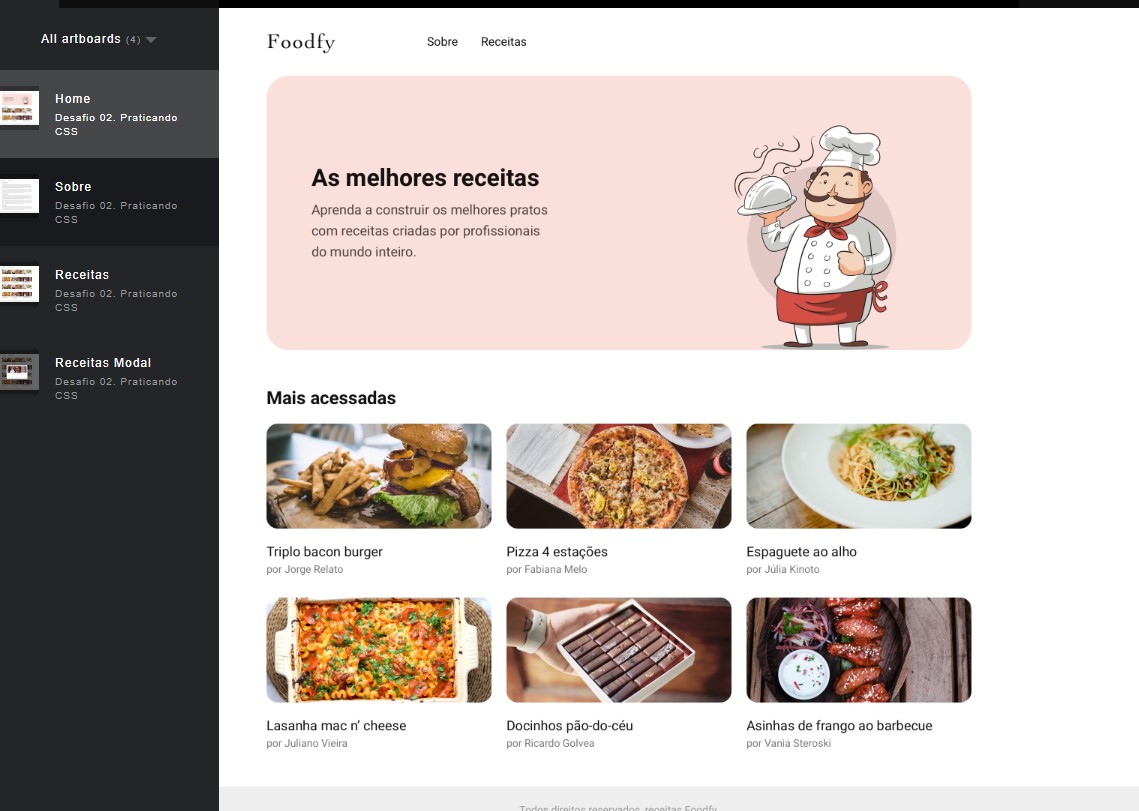 All artboards (4)
Home
Desafio 02. Praticando
CSS
Sobre
Desafio 02. Praticando
CSS
Receitas
Desafio 02. Praticando
CSS
Receitas Modal
Desafio 02. Praticando
CSS
Foodfy
Sobre Receitas
As melhores receitas
Aprenda a construir os melhores pratos
com receitas criadas por profissionais
do mundo inteiro.
Mais acessadas
Triplo bacon burger
por Jorge Relato
Pizza 4 estações
por Fabiana Melo
Espaguete ao alho
por Júlia Kinoto
Lasanha mac n’ cheese
por Juliano Vieira
Docinhos pão-do-céu
por Ricardo Golvea
Asinhas de frango ao barbecue
por Vania Steroski
Todos direitos reservados, receitas Foodfy